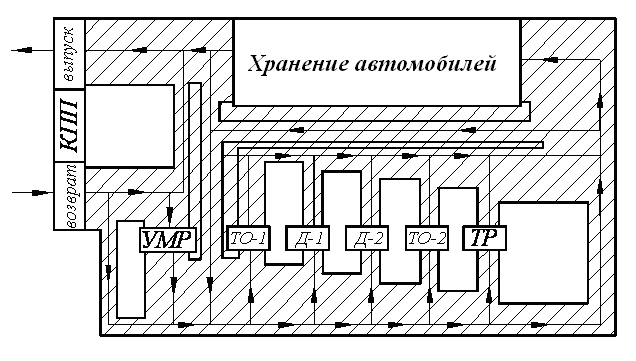 выпуск
Хранение автомобилей
КПП
возврат
УМР
ТО-1
Д-1
Д-2
ТО-2
ТР